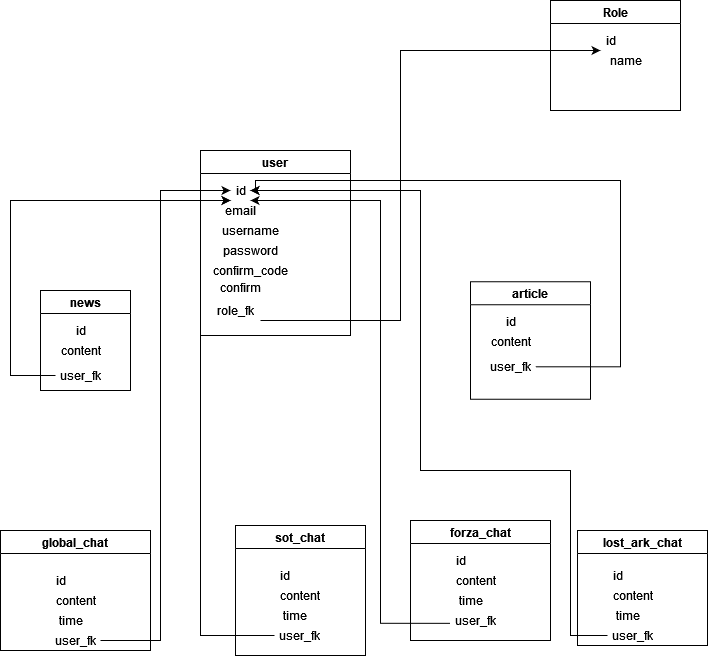 Role
id
name
user
id
email
username
password
confirm_code
confirm
role_fk
news
id
content
user_fk
article
id
content
user_fk
global_chat
id
content
time
user_fk
sot_chat
id
content
time
user_fk
forza_chat
id
content
time
user_fk
lost_ark_chat
id
content
time
user_fk